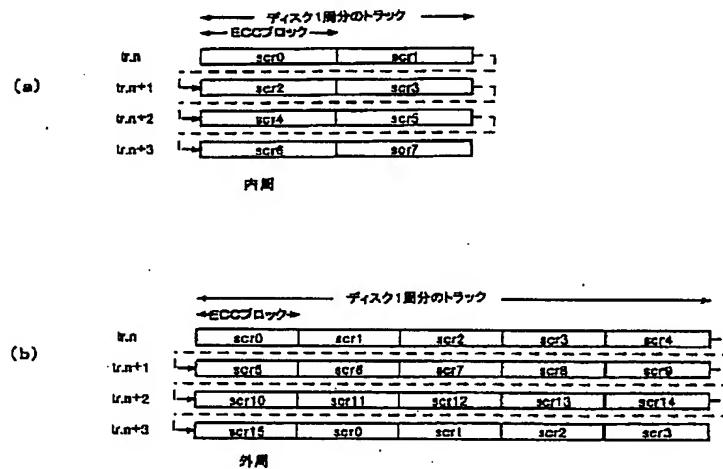 ディスク1周分のトラック
ECCブロック
(a)
tr.n scr0 scr1
tr.n+1 scr2 scr3
tr.n+2 scr4 scr5
tr.n+3 scr6 scr7
内周
ディスク1周分のトラック
ECCブロック
(b)
tr.n scr0 scr1 scr2 scr3 scr4
tr.n+1 scr5 scr6 scr7 scr8 scr9
tr.n+2 scr10 scr11 scr12 scr13 scr14
tr.n+3 scr15 scr0 scr1 scr2 scr3
外周